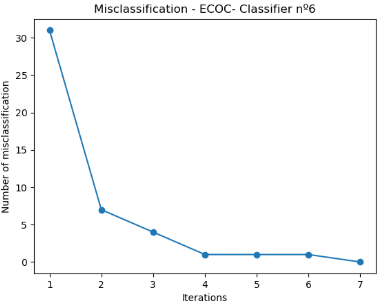 Misclassification - ECOC- Classifier nº6
Number of misclassification
30
25
20
15
10
5
0
1 2 3 4 5 6 7
Iterations